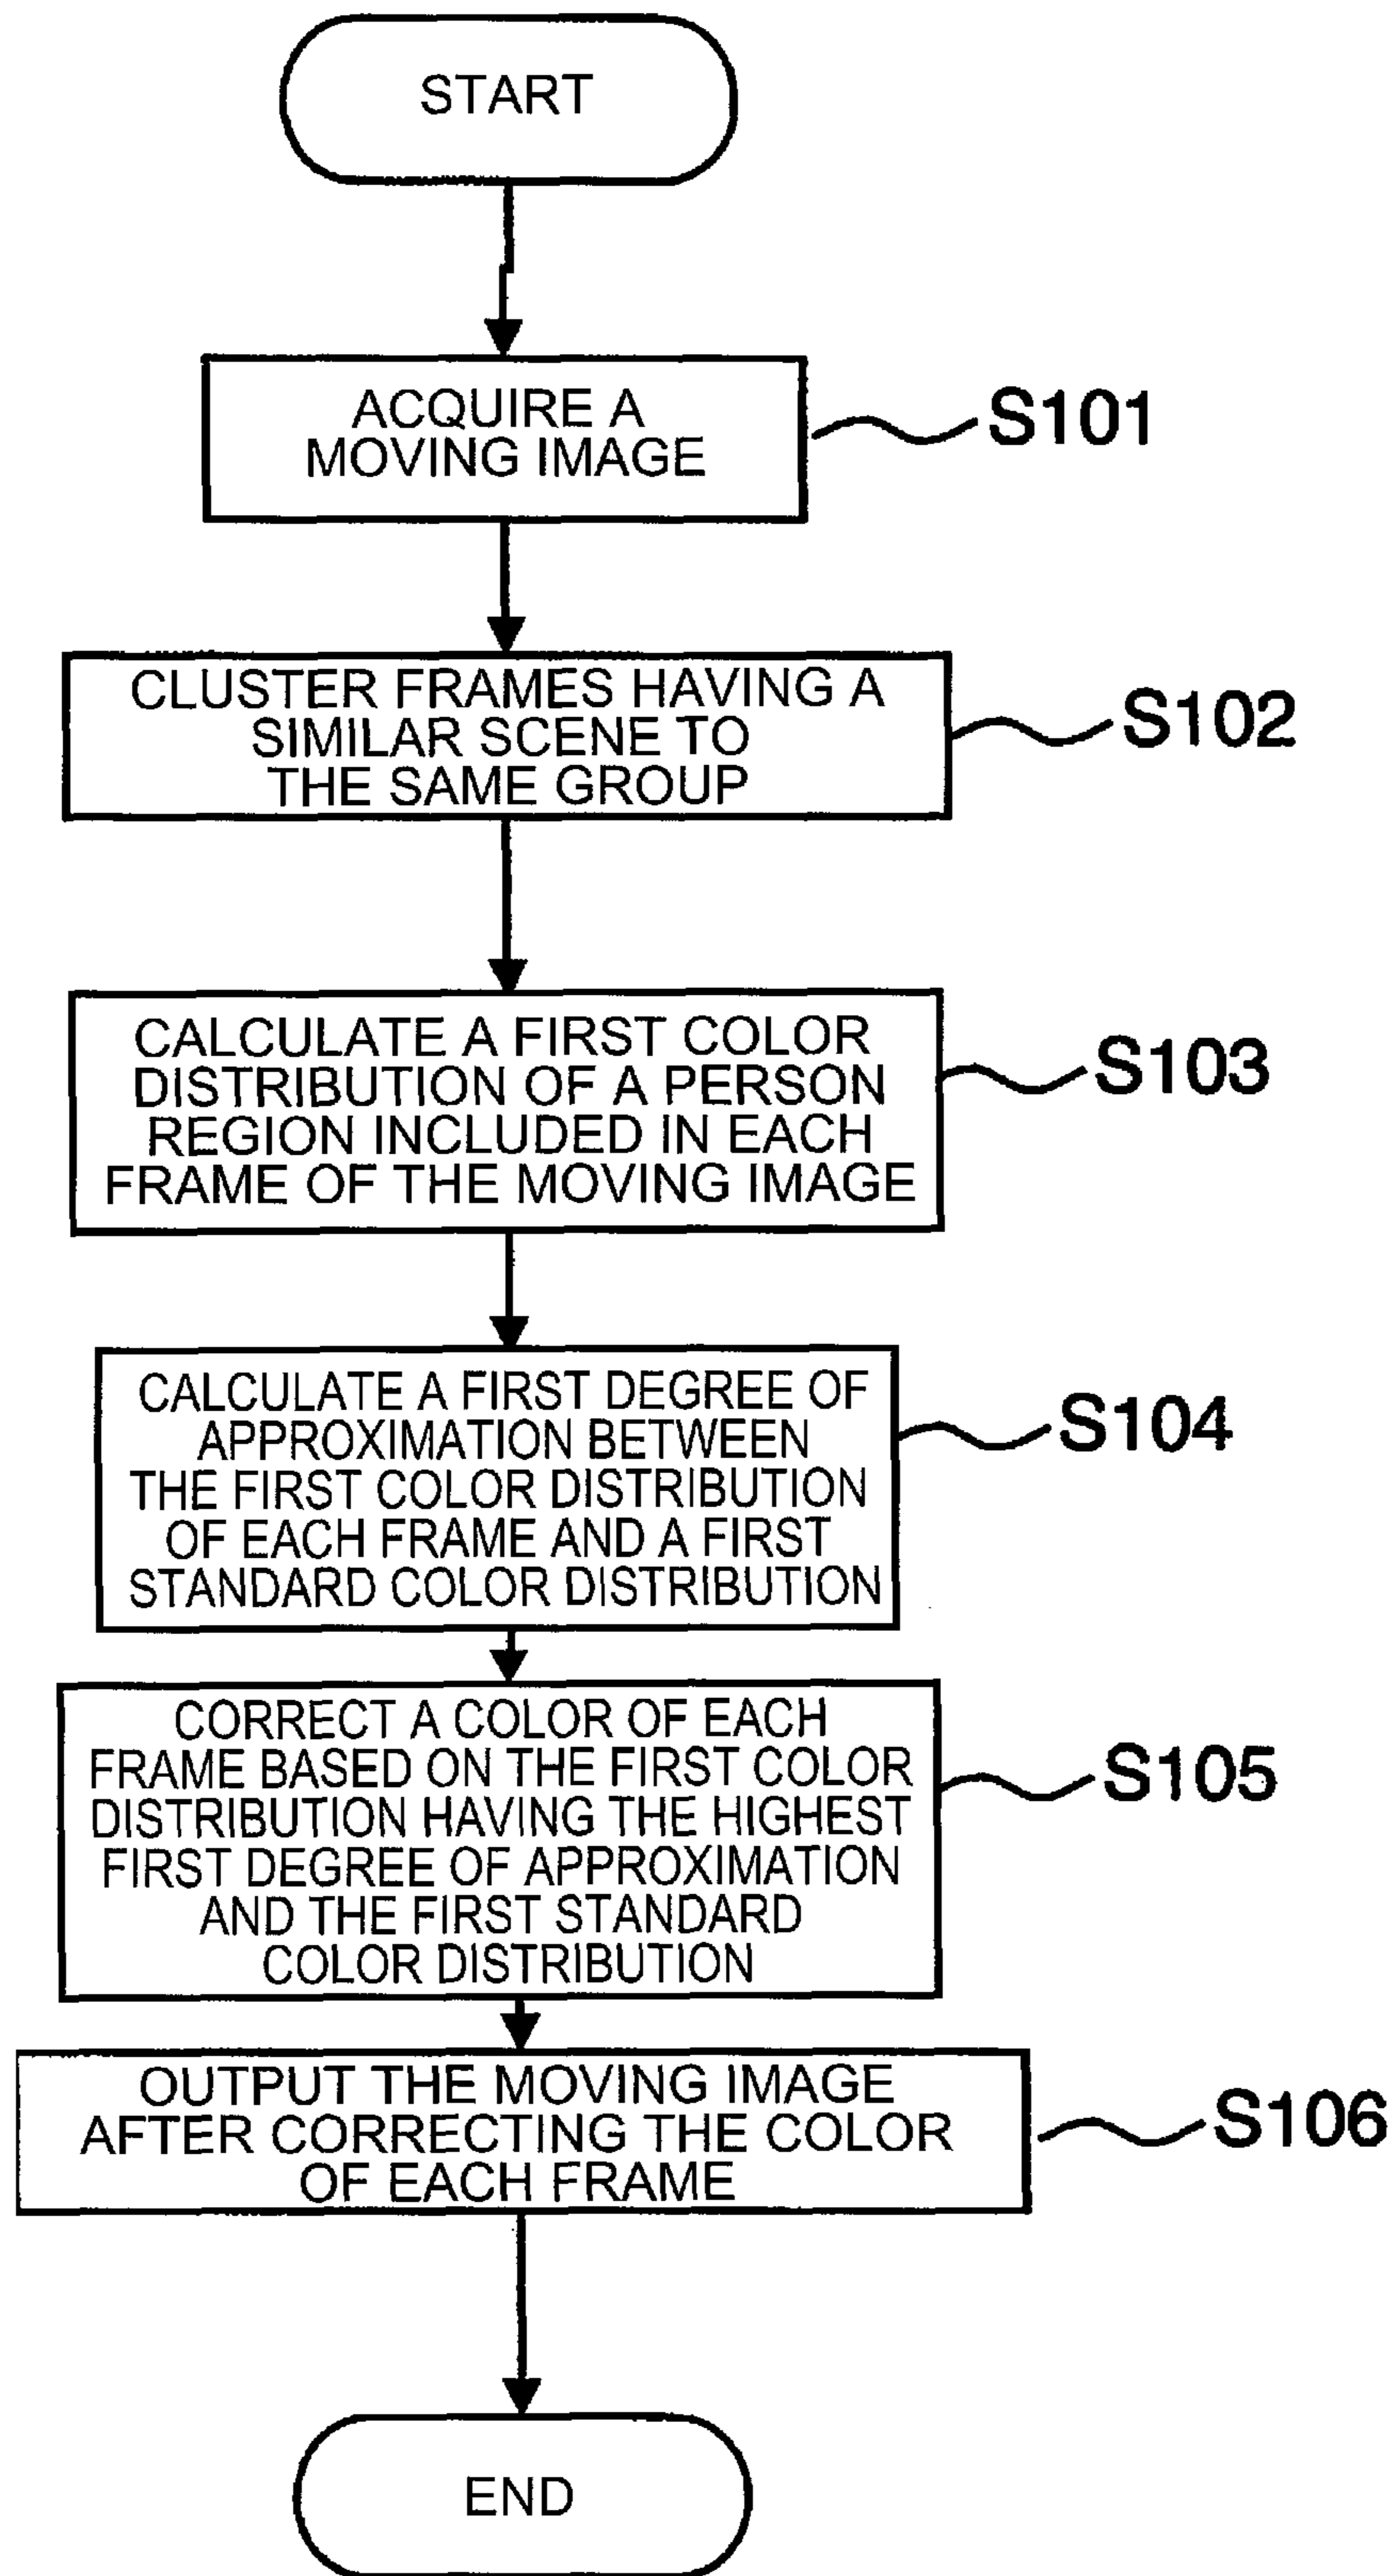 START
ACQUIRE A
MOVING IMAGE
S101
CLUSTER FRAMES HAVING A
SIMILAR SCENE TO
THE SAME GROUP
S102
CALCULATE A FIRST COLOR
DISTRIBUTION OF A PERSON
REGION INCLUDED IN EACH
FRAME OF THE MOVING IMAGE
S103
CALCULATE A FIRST DEGREE OF
APPROXIMATION BETWEEN
THE FIRST COLOR DISTRIBUTION
OF EACH FRAME AND A FIRST
STANDARD COLOR DISTRIBUTION
S104
CORRECT A COLOR OF EACH
FRAME BASED ON THE FIRST COLOR
DISTRIBUTION HAVING THE HIGHEST
FIRST DEGREE OF APPROXIMATION
AND THE FIRST STANDARD
COLOR DISTRIBUTION
S105
OUTPUT THE MOVING IMAGE
AFTER CORRECTING THE COLOR
OF EACH FRAME
S106
END